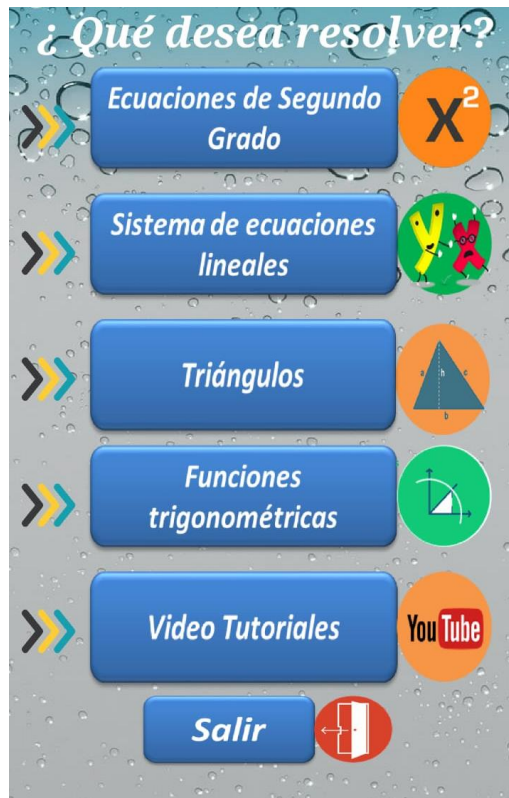 ¿ Qué desea resolver?
Ecuaciones de Segundo
Grado
X²
Sistema de ecuaciones
lineales
Y X
Triángulos
a h c
b
Funciones
trigonométricas
Video Tutoriales
YouTube
Salir